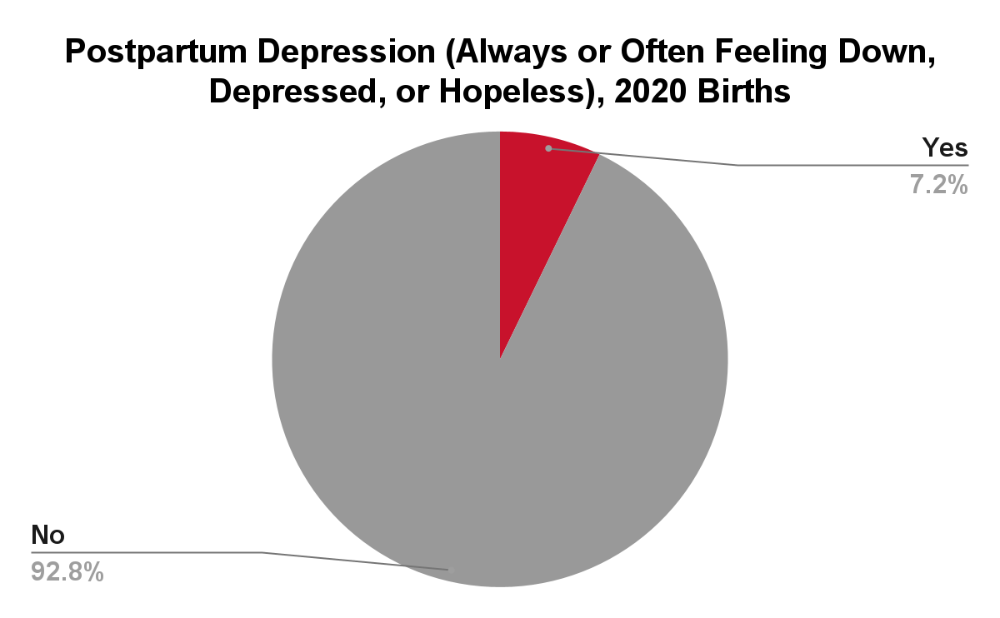 Postpartum Depression (Always or Often Feeling Down,
Depressed, or Hopeless), 2020 Births
Yes
7.2%
No
92.8%